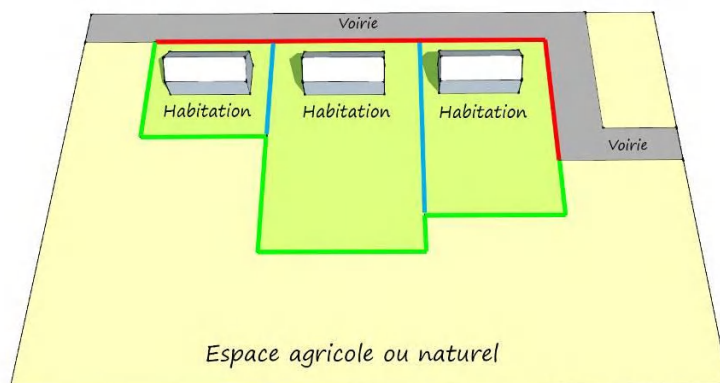 Voirie
Habitation
Habitation
Habitation
Voirie
Espace agricole ou naturel